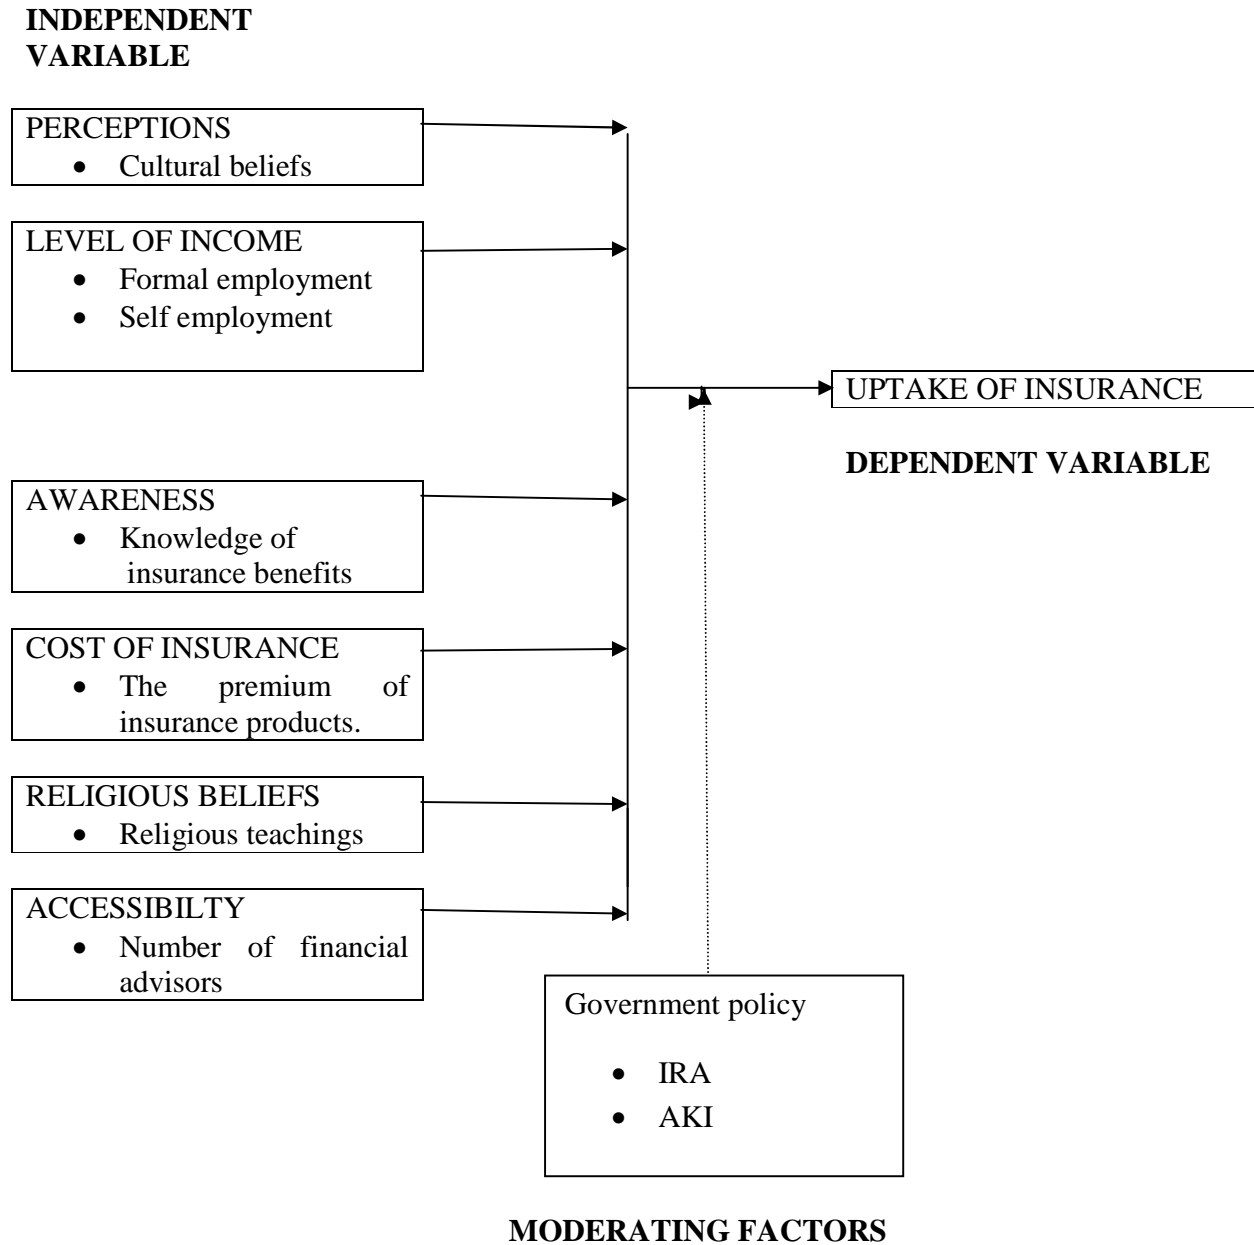 INDEPENDENT
VARIABLE
PERCEPTIONS
• Cultural beliefs
LEVEL OF INCOME
• Formal employment
• Self employment
UPTAKE OF INSURANCE
DEPENDENT VARIABLE
AWARENESS
• Knowledge of
insurance benefits
COST OF INSURANCE
• The premium of
insurance products.
RELIGIOUS BELIEFS
• Religious teachings
ACCESSIBILTY
• Number of financial
advisors
Government policy
• IRA
• AKI
MODERATING FACTORS